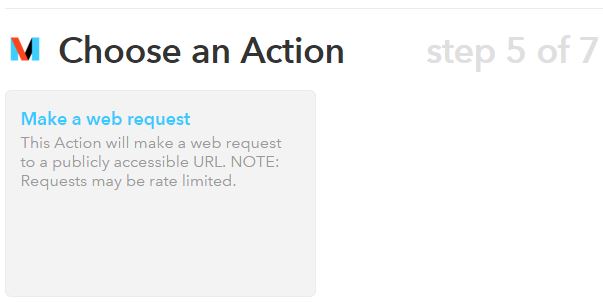 Choose an Action
step 5 of 7
Make a web request
This Action will make a web request
to a publicly accessible URL. NOTE:
Requests may be rate limited.